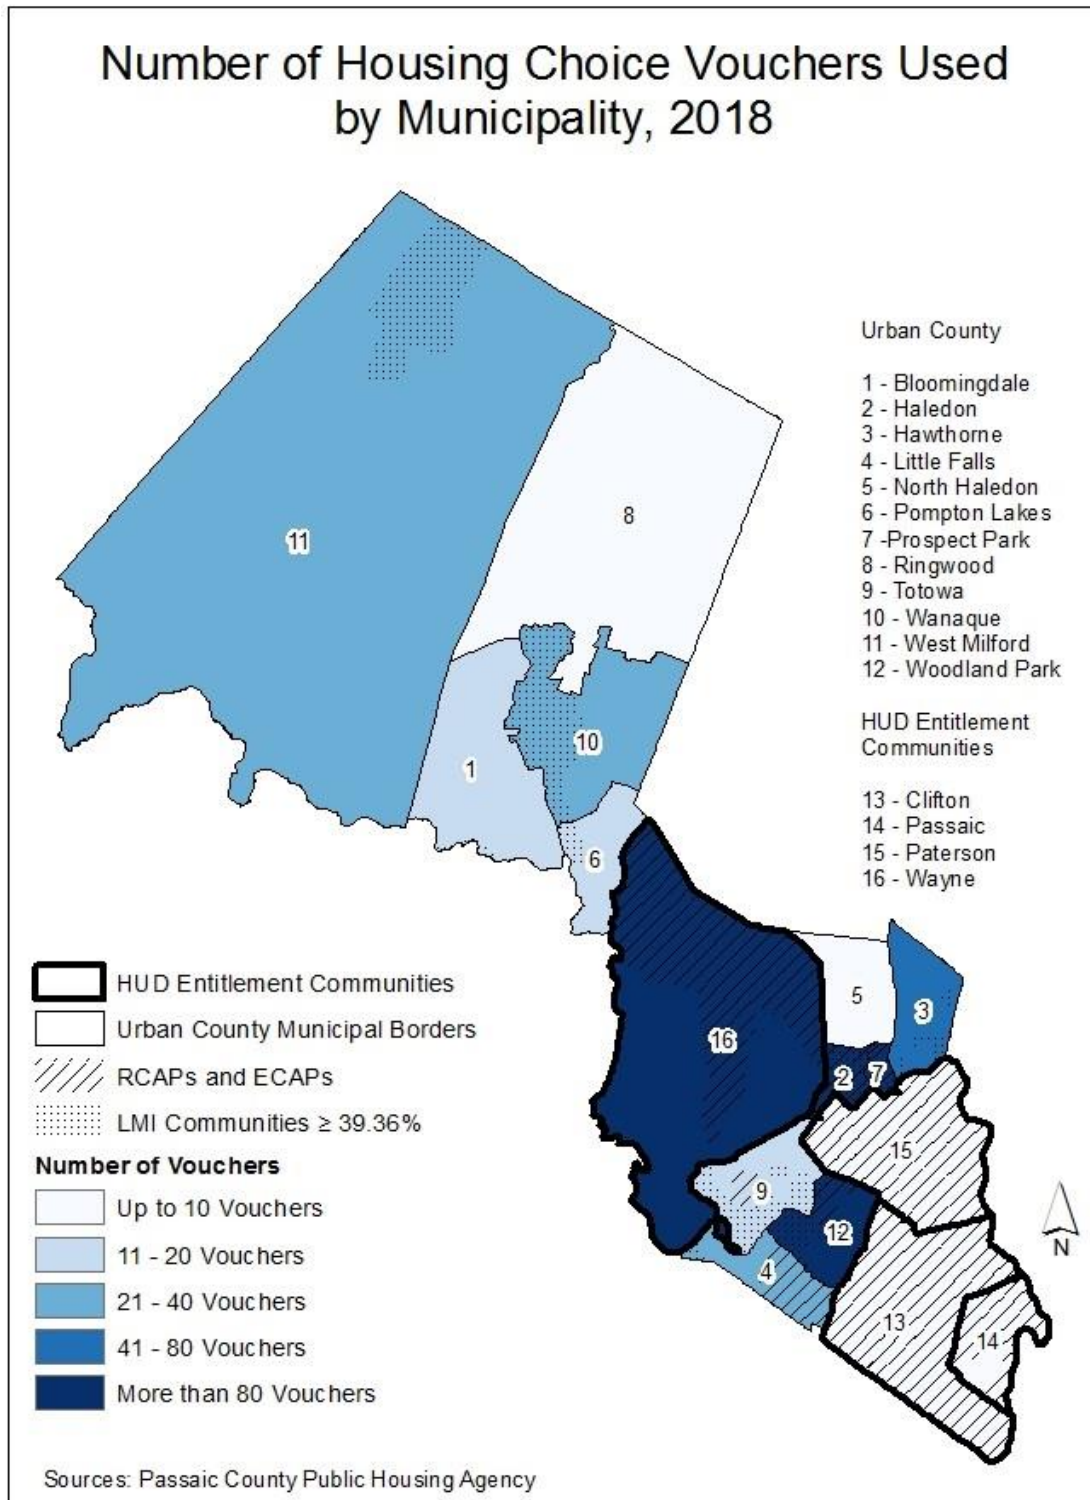 Number of Housing Choice Vouchers Used
by Municipality, 2018
Urban County
1 - Bloomingdale
2 - Haledon
3 - Hawthorne
4 - Little Falls
5 - North Haledon
6 - Pompton Lakes
7 -Prospect Park
8 - Ringwood
9 - Totowa
10 - Wanaque
11 - West Milford
12 - Woodland Park
HUD Entitlement
Communities
13 - Clifton
14 - Passaic
15 - Paterson
16 - Wayne
8
11
10
1
6
5
3
16
2
7
15
9
12
4
13
14
N
HUD Entitlement Communities
Urban County Municipal Borders
RCAPs and ECAPs
LMI Communities ≥ 39.36%
Number of Vouchers
Up to 10 Vouchers
11 - 20 Vouchers
21 - 40 Vouchers
41 - 80 Vouchers
More than 80 Vouchers
Sources: Passaic County Public Housing Agency